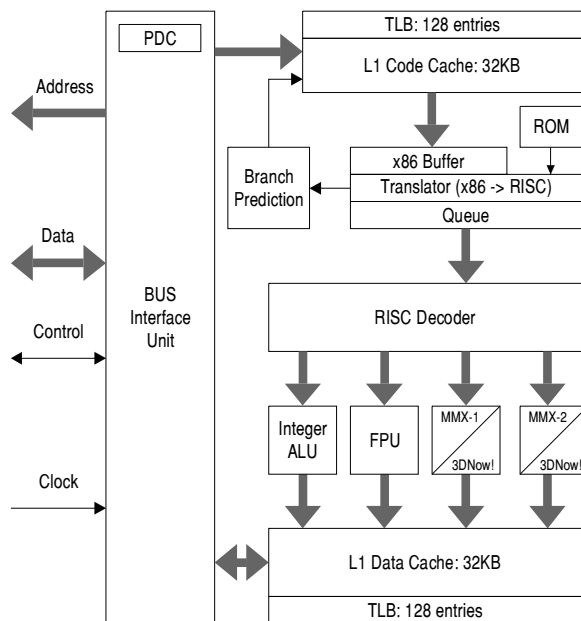 PDC
TLB: 128 entries
L1 Code Cache: 32KB
Address
ROM
x86 Buffer
Branch
Prediction
Translator (x86 -> RISC)
Queue
Data
BUS
Interface
Unit
RISC Decoder
Control
Integer
ALU
FPU
MMX-1
3DNow!
MMX-2
3DNow!
Clock
L1 Data Cache: 32KB
TLB: 128 entries